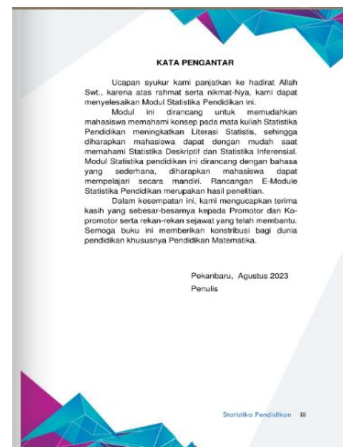 KATA PENGANTAR
Ucapan syukur kami panjatkan ke hadirat Allah
Swt., karena atas rahmat serta nikmat-Nya, kami dapat
menyelesaikan Modul Statistika Pendidikan ini.
Modul ini dirancang untuk memudahkan
mahasiswa memahami konsep pada mata kuliah Statistika
Pendidikan meningkatkan Literasi Statistis, sehingga
diharapkan mahasiswa dapat dengan mudah saat
memahami Statistika Deskriptif dan Statistika Inferensial.
Modul Statistika pendidikan ini dirancang dengan bahasa
yang sederhana, diharapkan mahasiswa dapat
mempelajari secara mandiri. Rancangan E-Module
Statistika Pendidikan merupakan hasil penelitian.
Dalam kesempatan ini, kami mengucapkan terima
kasih yang sebesar-besarnya kepada Promotor dan Ko-
promotor serta rekan-rekan sejawat yang telah membantu.
Semoga buku ini memberikan konstribusi bagi dunia
pendidikan khususnya Pendidikan Matematika.
Pekanbaru, Agustus 2023
Penulis
Statistika Pendidikan iii